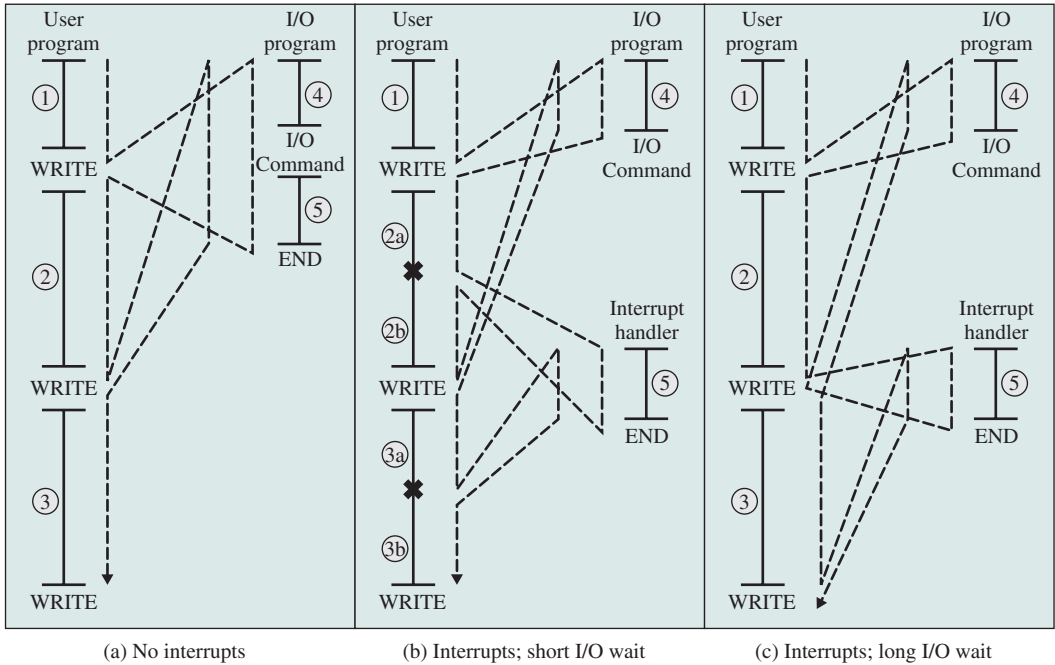 User
program
I/O
program
1
4
I/O
Command
WRITE
5
END
2
WRITE
3
WRITE
(a) No interrupts
User
program
I/O
program
1
4
I/O
Command
WRITE
2a
2b
Interrupt
handler
5
END
WRITE
3a
3b
WRITE
(b) Interrupts; short I/O wait
User
program
I/O
program
1
4
I/O
Command
WRITE
2
Interrupt
handler
5
END
WRITE
3
WRITE
(c) Interrupts; long I/O wait